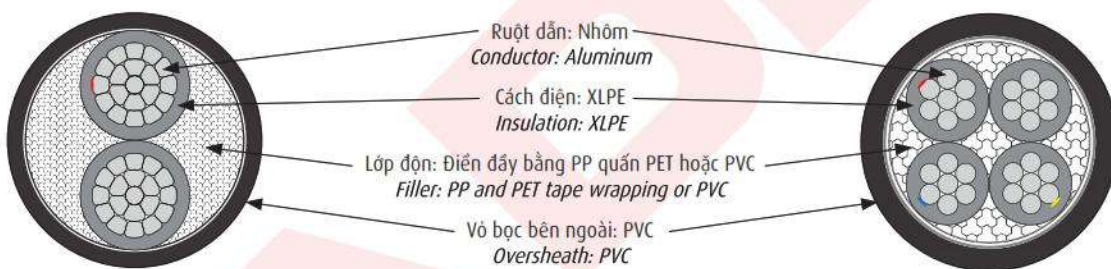 Ruột dẫn: Nhôm
Conductor: Aluminum
Cách điện: XLPE
Insulation: XLPE
Lớp độn: Điền đầy bằng PP quấn PET hoặc PVC
Filler: PP and PET tape wrapping or PVC
Vỏ bọc bên ngoài: PVC
Oversheath: PVC